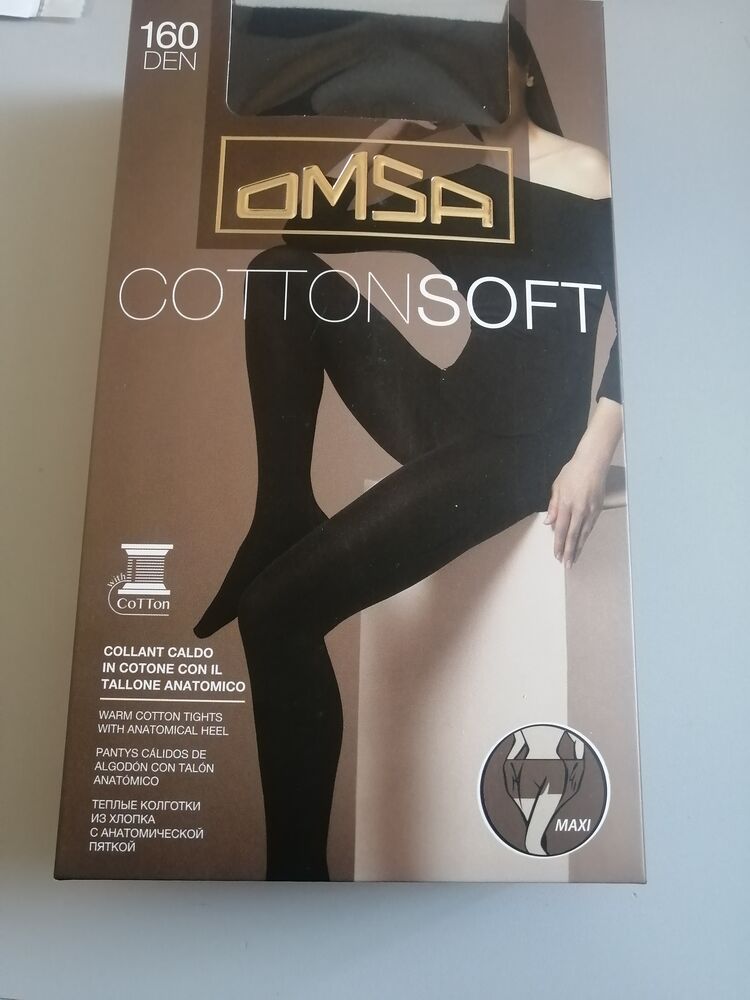 160
DEN
OMSA
COTTONSOFT
with
CoTTon
COLLANT CALDO
IN COTONE CON IL
TALLONE ANATOMICO
WARM COTTON TIGHTS
WITH ANATOMICAL HEEL
PANTYS CÁLIDOS DE
ALGODÓN CON TALÓN
ANATÓMICO
ТЕПЛЫЕ КОЛГОТКИ
ИЗ ХЛОПКА
С АНАТОМИЧЕСКОЙ
ПЯТКОЙ
MAXI